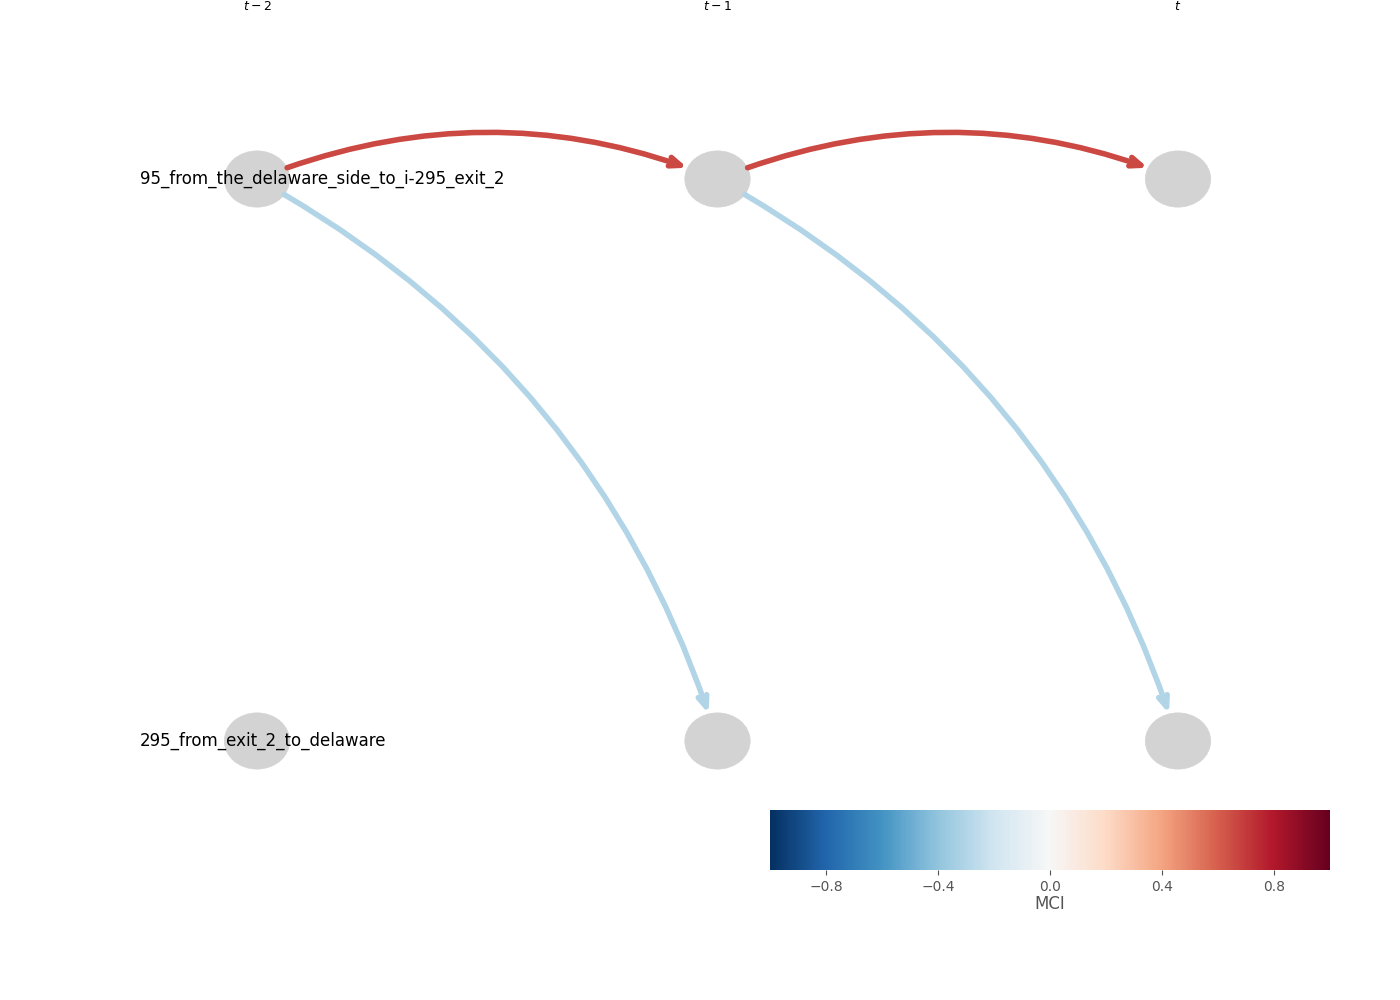 t − 2
t − 1
t
95_from_the_delaware_side_to_i-295_exit_2
295_from_exit_2_to_delaware
−0.8
−0.4
0.0
0.4
0.8
MCI